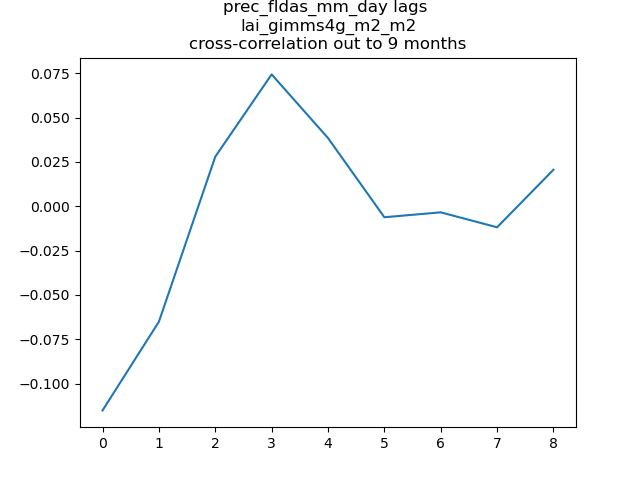 prec_fldas_mm_day lags
lai_gimms4g_m2_m2
cross-correlation out to 9 months
0.075
0.050
0.025
0.000
−0.025
−0.050
−0.075
−0.100
0 1 2 3 4 5 6 7 8